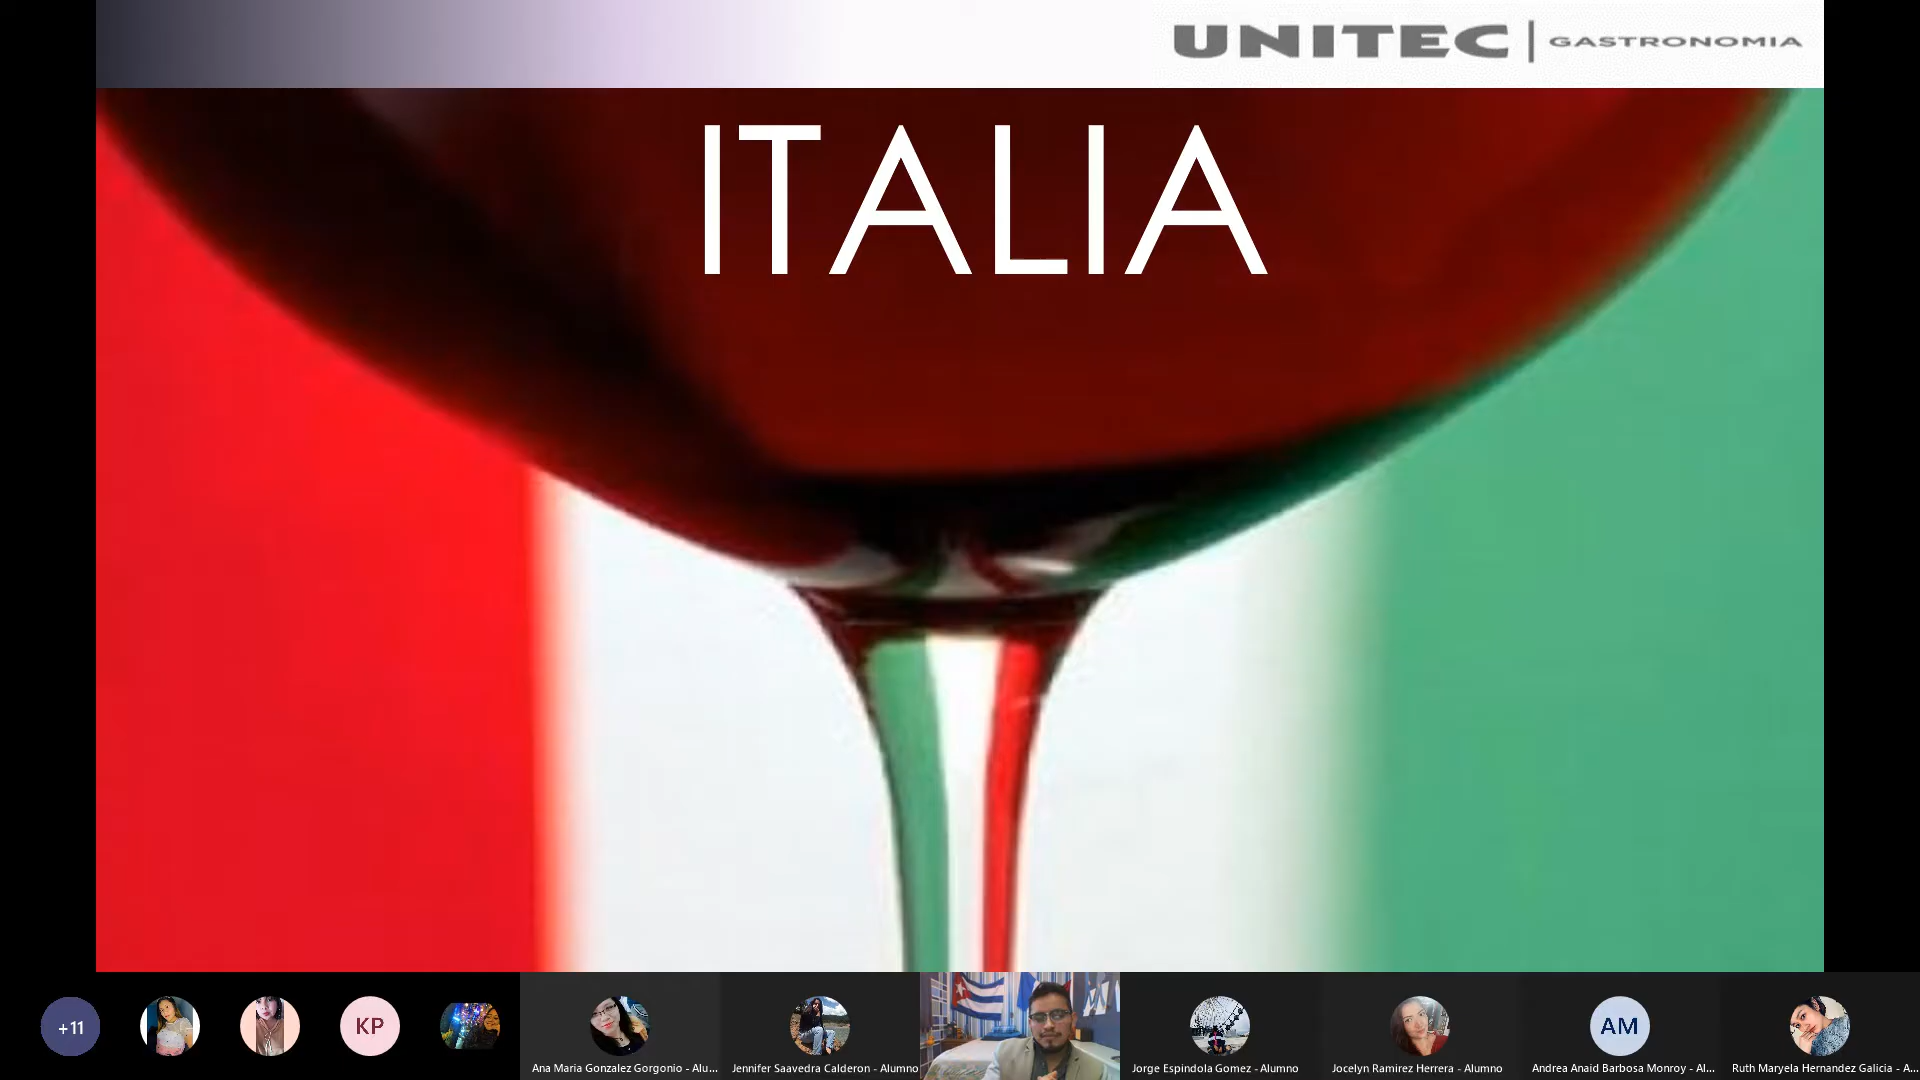 UNITEC | GASTRONOMIA
ITALIA
+11
KP
AM
Ana Maria Gonzalez Gorgonio - Alu...
Jennifer Saavedra Calderon - Alumno
Jorge Espindola Gomez - Alumno
Jocelyn Ramirez Herrera - Alumno
Andrea Anaid Barbosa Monroy - Al...
Ruth Maryela Hernandez Galicia - A...